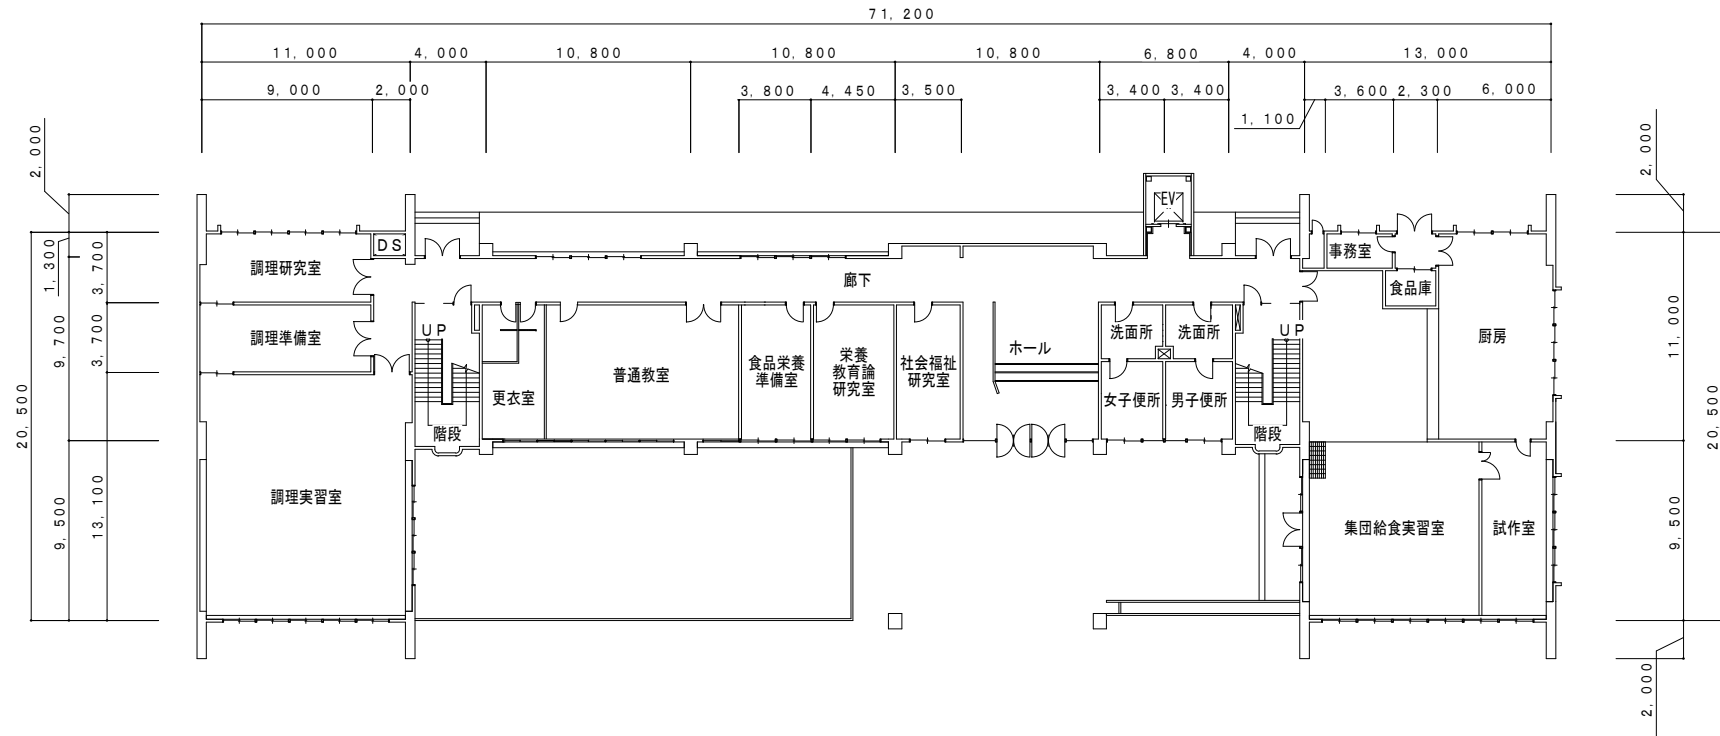 71,200
11,000 4,000 10,800 10,800 10,800 6,800 4,000 13,000
9,000 2,000 3,800 4,450 3,500 3,400 3,400 3,600 2,300 6,000
1,100
2,000
2,000
EV
DS
事務室
調理研究室
廊下
食品庫
1,300
3,700
9,700
3,700
20,500
9,500
13,100
調理準備室
UP
洗面所
洗面所
UP
ホール
厨房
更衣室
普通教室
食品栄養
準備室
栄養
教育論
研究室
社会福祉
研究室
女子便所
男子便所
階段
階段
11,000
20,500
9,500
調理実習室
集団給食実習室
試作室
2,000